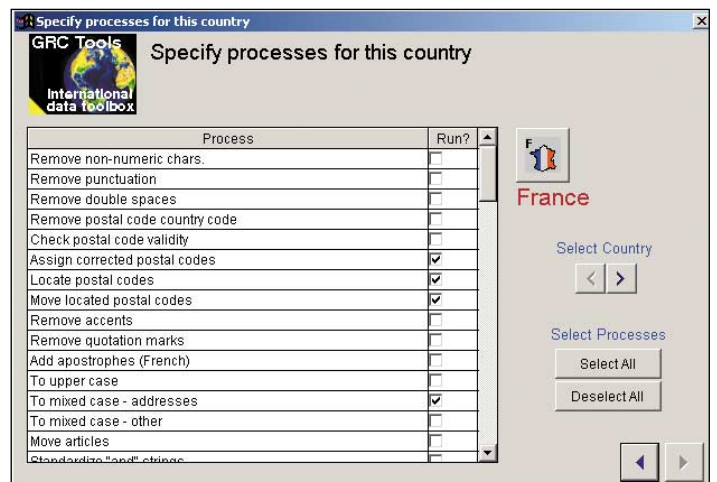 Specify processes for this country
GRC Tools
International
data toolbox
Specify processes for this country
Process Run?
Remove non-numeric chars.
Remove punctuation
Remove double spaces
Remove postal code country code
Check postal code validity
Assign corrected postal codes
Locate postal codes
Move located postal codes
Remove accents
Remove quotation marks
Add apostrophes (French)
To upper case
To mixed case - addresses
To mixed case - other
Move articles
Standardize "and" strings
F
France
Select Country
< >
Select Processes
Select All
Deselect All